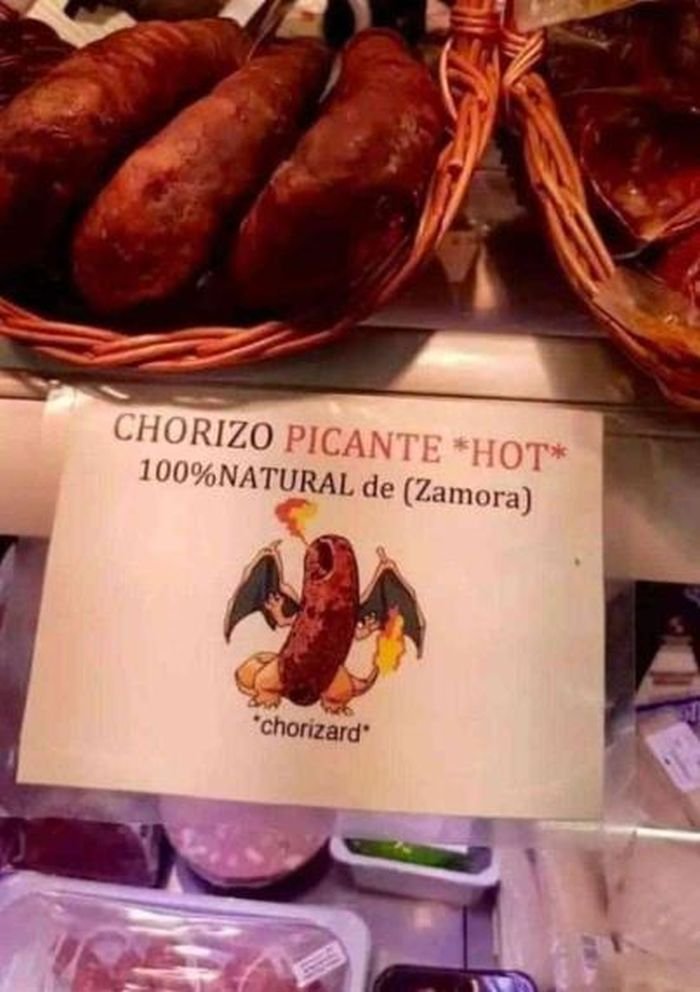 CHORIZO PICANTE *HOT*
100%NATURAL de (Zamora)
*chorizard*